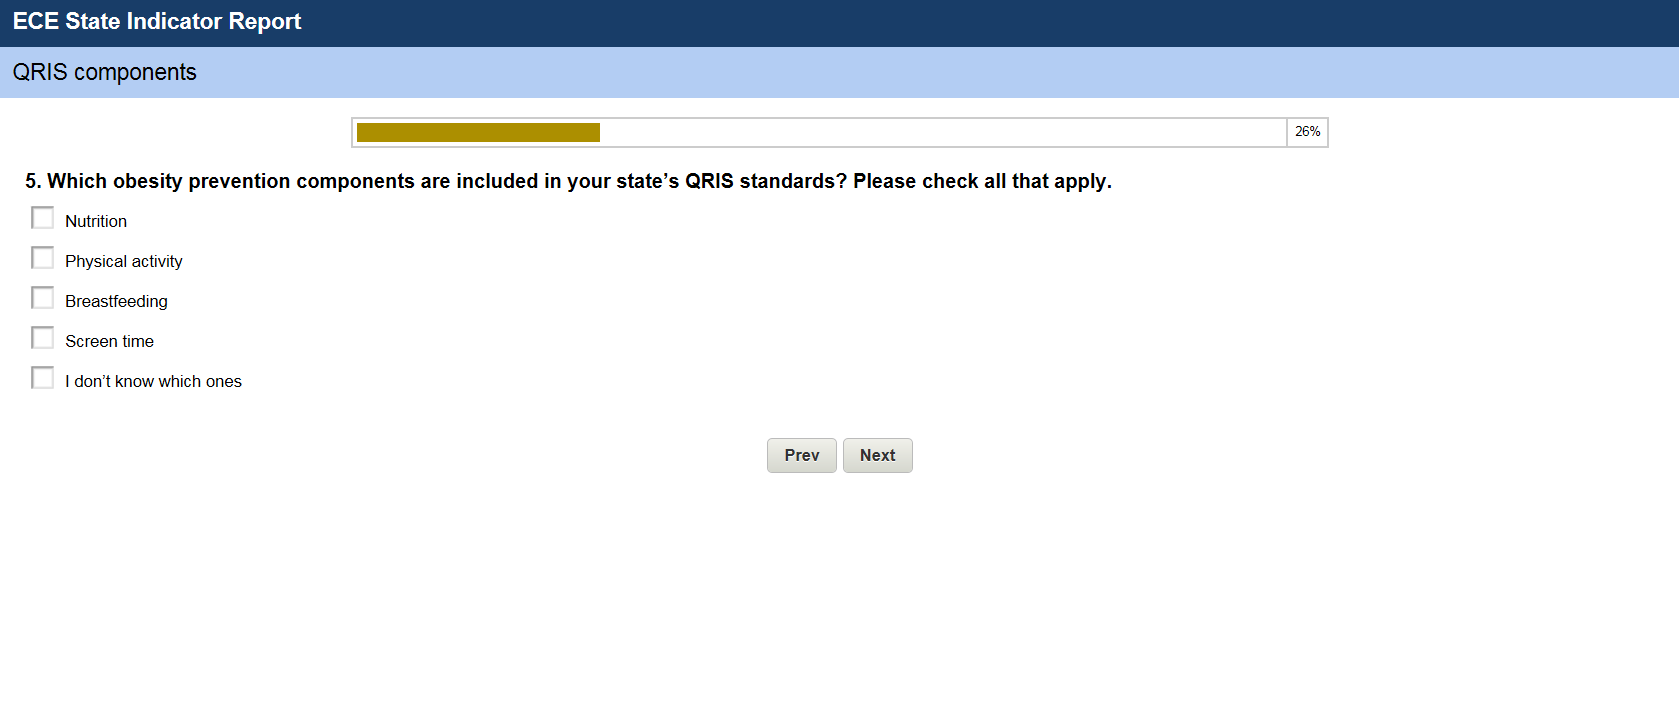 ECE State Indicator Report
QRIS components
26%
5. Which obesity prevention components are included in your state’s QRIS standards? Please check all that apply.
Nutrition
Physical activity
Breastfeeding
Screen time
I don’t know which ones
Prev Next